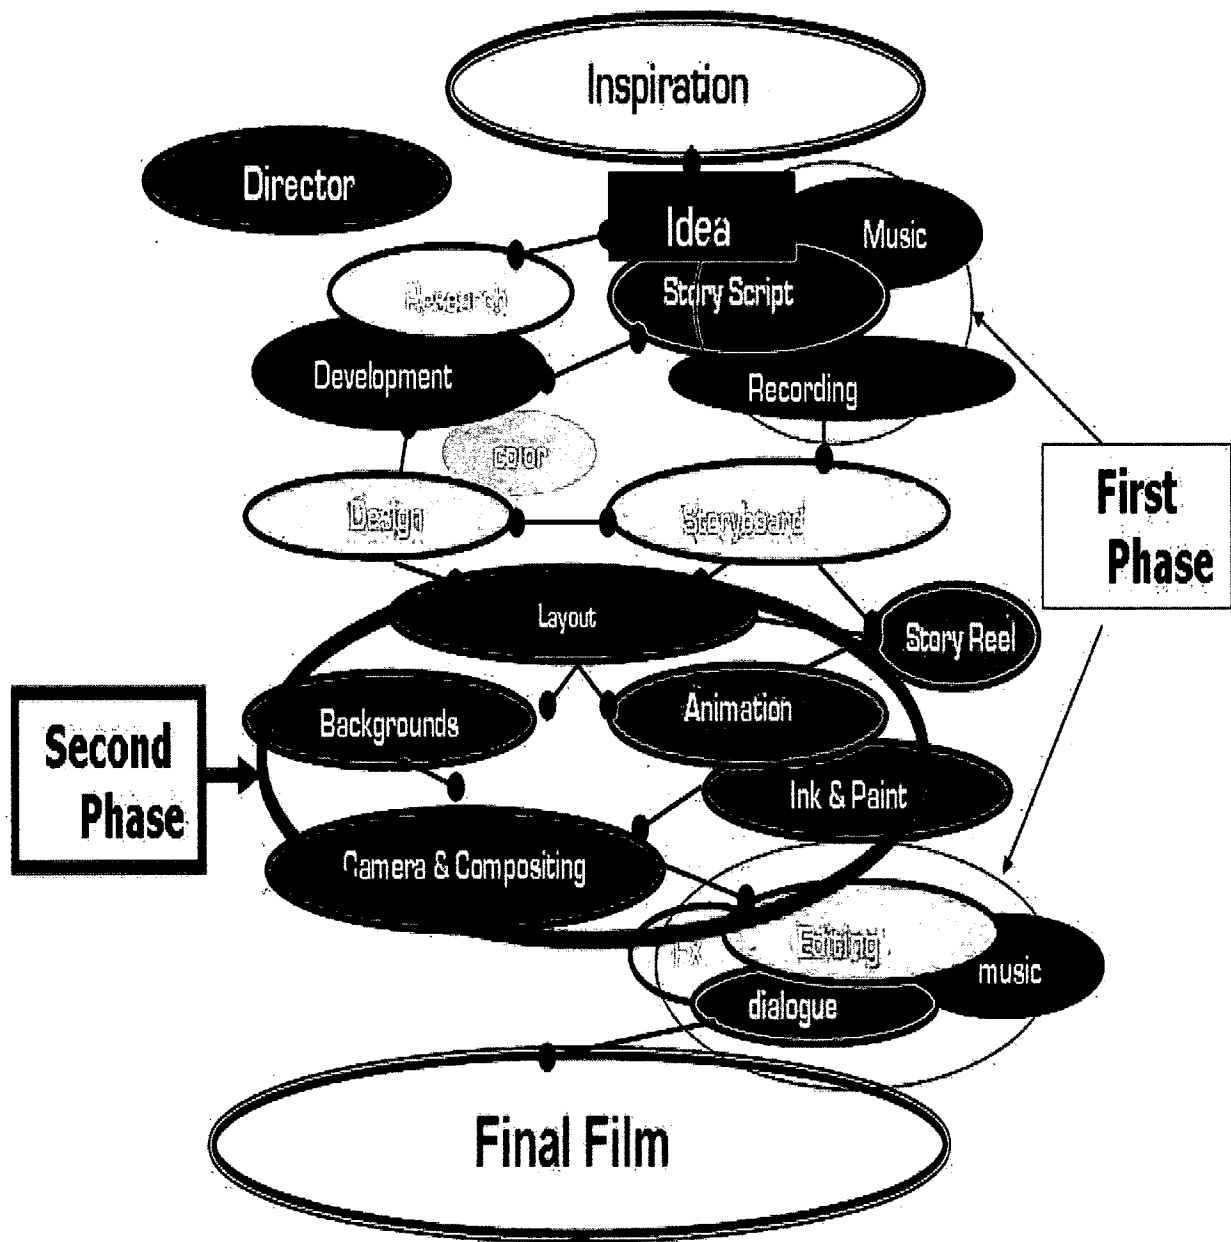 Inspiration
Director
Idea
Music
Research
Story Script
Development
Recording
color
Design
Storyboard
First
Phase
Layout
Story Reel
Backgrounds
Animation
Second
Phase
Ink & Paint
Camera & Compositing
Editing
music
dialogue
Final Film